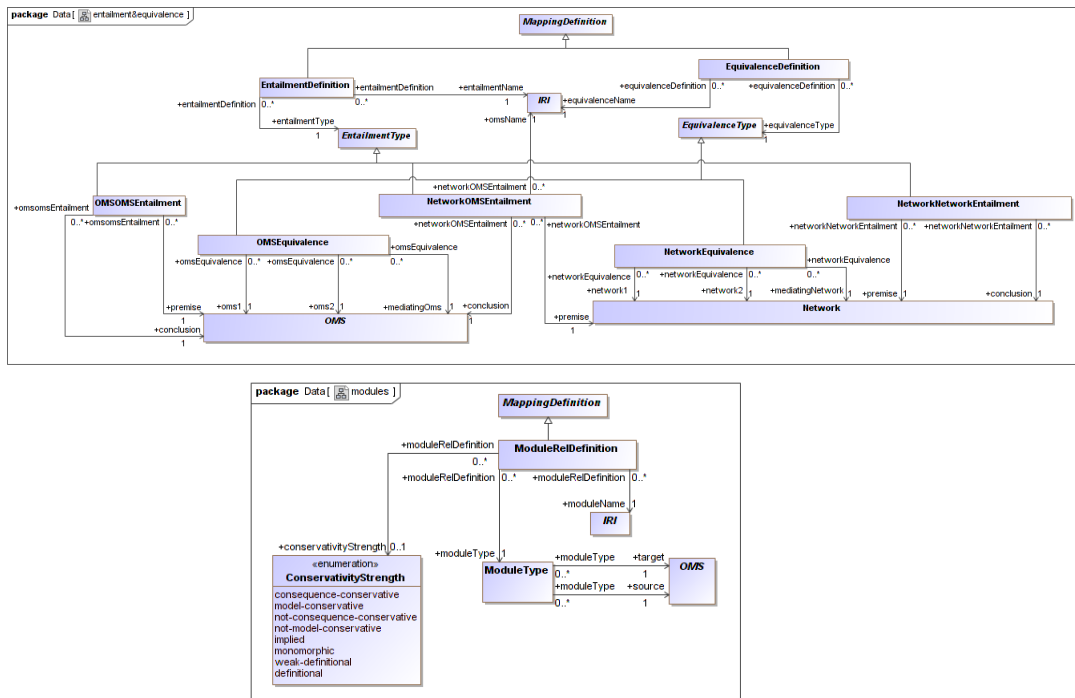 package Data[ entailment&equivalence ]
MappingDefinition
EntailmentDefinition
EquivalenceDefinition
+entailmentDefinition
0..*
+entailmentDefinition
0..*
+entailmentName
1
IRI
+equivalenceDefinition
0..*
+equivalenceDefinition
0..*
+equivalenceName
1
+omsName
1
+entailmentType
1
EntailmentType
EquivalenceType
+equivalenceType
1
+networkOMSEntailment
0..*
OMSOMSEntailment
NetworkOMSEntailment
NetworkNetworkEntailment
+omsomsEntailment
0..*
+omsomsEntailment
0..*
+networkOMSEntailment
0..*
0..*
+networkOMSEntailment
+networkNetworkEntailment
0..*
+networkNetworkEntailment
0..*
OMSEquivalence
+omsEquivalence
0..*
+omsEquivalence
0..*
+omsEquivalence
0..*
NetworkEquivalence
+networkEquivalence
0..*
+networkEquivalence
0..*
+networkEquivalence
0..*
+premise
1
+oms1
1
+oms2
1
+mediatingOms
1
+conclusion
1
+network1
1
+network2
1
+mediatingNetwork
1
+premise
1
+conclusion
1
OMS
Network
+conclusion
1
+premise
1
package Data[ modules ]
MappingDefinition
ModuleRelDefinition
+moduleRelDefinition
0..*
+moduleRelDefinition
0..*
+moduleRelDefinition
0..*
+moduleName
1
IRI
+conservativityStrength
0..1
+moduleType
1
«enumeration»
ConservativityStrength
consequence-conservative
model-conservative
not-consequence-conservative
not-model-conservative
implied
monomorphic
weak-definitional
definitional
ModuleType
+moduleType
0..*
+target
1
+moduleType
0..*
+source
1
OMS